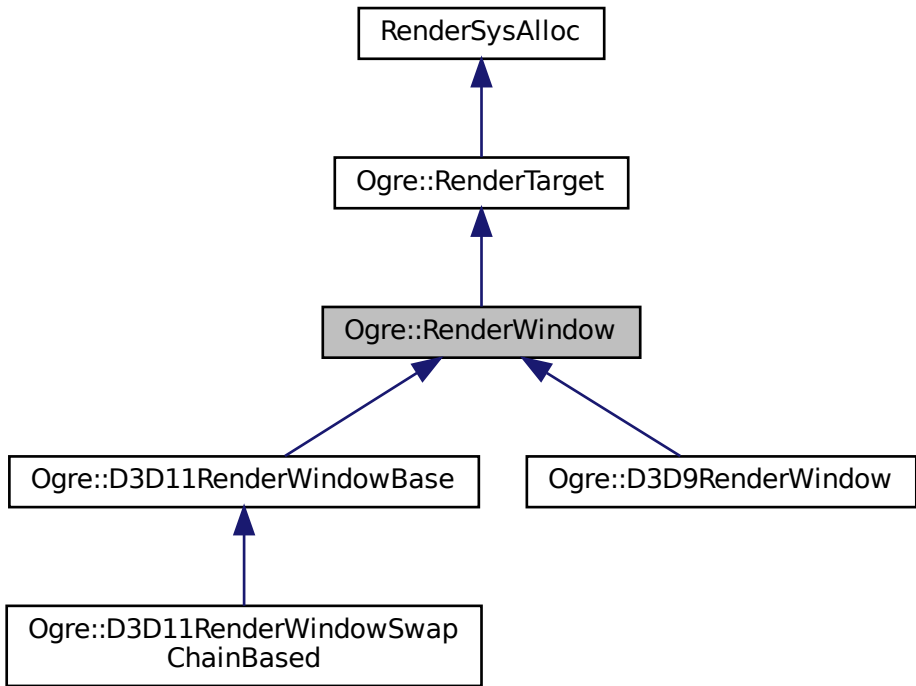 RenderSysAlloc
Ogre::RenderTarget
Ogre::RenderWindow
Ogre::D3D11RenderWindowBase
Ogre::D3D9RenderWindow
Ogre::D3D11RenderWindowSwap
ChainBased